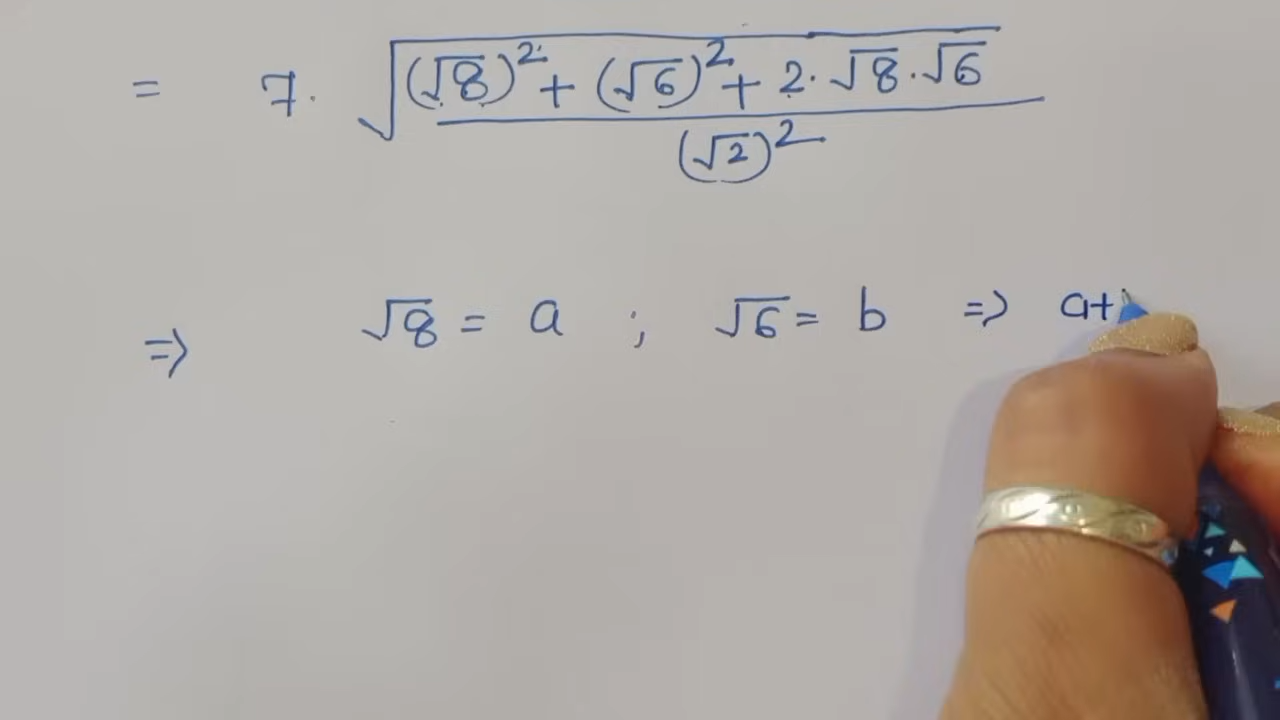 = 7. √((√8)² + (√6)² + 2·√8·√6) / (√2)²
⇒ √8 = a ; √6 = b ⇒ a+